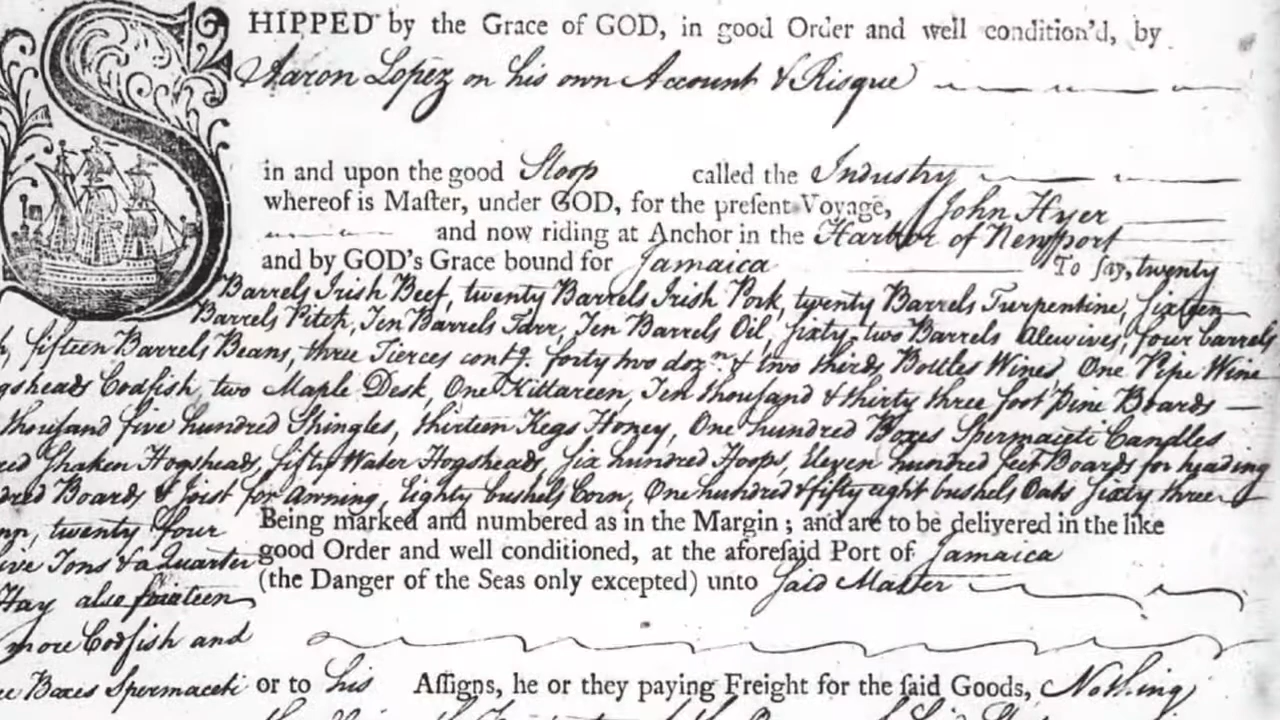 SHIPPED by the Grace of GOD, in good Order and well condition'd, by
Aaron Lopez on his own Account & Risque
in and upon the good Sloop called the Industry
whereof is Master, under GOD, for the present Voyage, John Hyer
and now riding at Anchor in the Harbor of Newport
and by GOD's Grace bound for Jamaica To say, twenty
Barrels Irish Beef, twenty Barrels Irish Pork, twenty Barrels Turpentine, Sixteen
Barrels Pitch, Ten Barrels Tarr, Ten Barrels Oil, Sixty-two Barrels Alewives, four barrels
fifteen Barrels Beans, three Tierces contg. forty two dozn. & two thirds Bottles Wines, One Pipe Wine
gsheads Codfish, two Maple Desk, One Kittareen, Ten thousand & thirty three foot Pine Boards
thousand five hundred Shingles, thirteen Kegs Honey, One hundred Boxes Spermaceti Candles
Shaken Hogsheads, fifty Water Hogsheads, Six hundred Hoops, Eleven hundred feet Boards for heading
dred Boards & Joist for Awning, Eighty bushels Corn, One hundred & fifty eight bushels Oats Sixty three
twenty four
Being marked and numbered as in the Margin; and are to be delivered in the like
ive Tons & a Quarter
good Order and well conditioned, at the aforesaid Port of Jamaica
(the Danger of the Seas only excepted) unto Said Master
Hay also fourteen
more Codfish and
Boxes Spermaceti
or to his Assigns, he or they paying Freight for the said Goods, Nothing